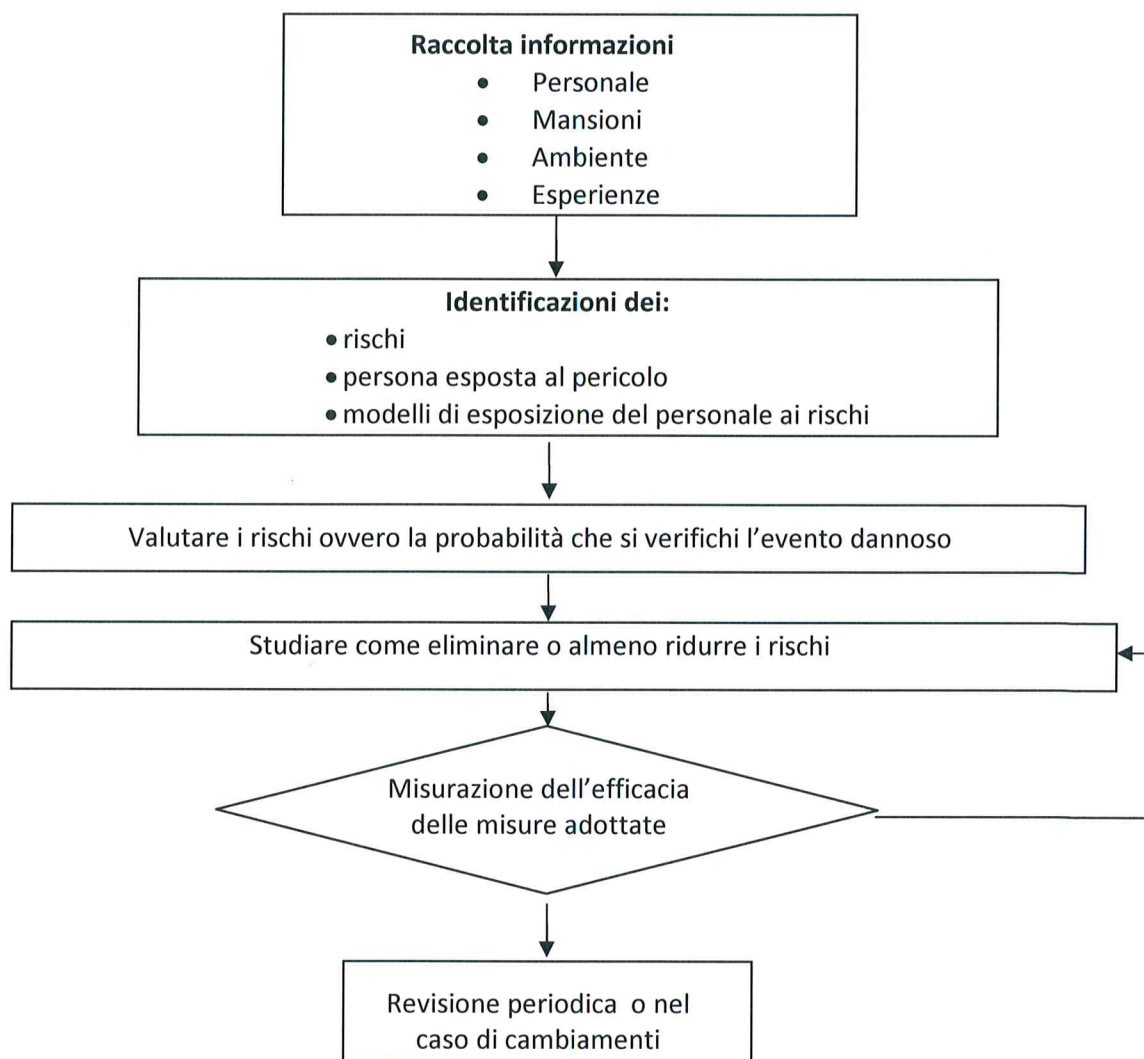 Raccolta informazioni
• Personale
• Mansioni
• Ambiente
• Esperienze
Identificazioni dei:
• rischi
• persona esposta al pericolo
• modelli di esposizione del personale ai rischi
Valutare i rischi ovvero la probabilità che si verifichi l’evento dannoso
Studiare come eliminare o almeno ridurre i rischi
Misurazione dell’efficacia
delle misure adottate
Revisione periodica o nel
caso di cambiamenti